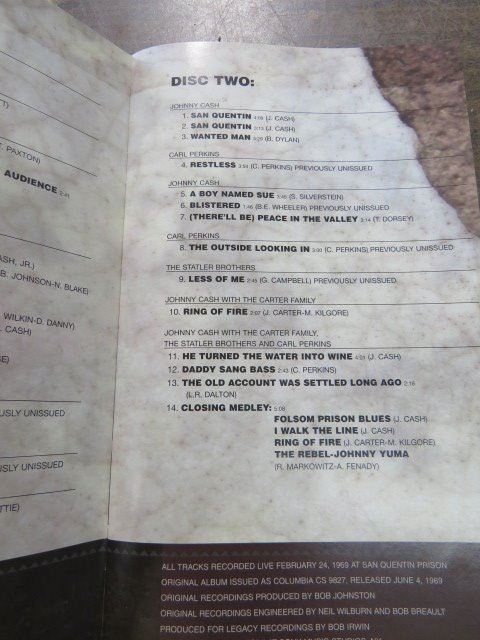 T)
. PAXTON)
AUDIENCE 2:41
ASH, JR.)
B. JOHNSON-N. BLAKE)
WILKIN-D. DANNY)
. CASH)
SE)
USLY UNISSUED
USLY UNISSUED
TTIE)
DISC TWO:
JOHNNY CASH
1. SAN QUENTIN 4:09 (J. CASH)
2. SAN QUENTIN 3:13 (J. CASH)
3. WANTED MAN 3:29 (B. DYLAN)
CARL PERKINS
4. RESTLESS 3:54 (C. PERKINS) PREVIOUSLY UNISSUED
JOHNNY CASH
5. A BOY NAMED SUE 3:46 (S. SILVERSTEIN)
6. BLISTERED 1:46 (B.E. WHEELER) PREVIOUSLY UNISSUED
7. (THERE'LL BE) PEACE IN THE VALLEY 3:14 (T. DORSEY)
CARL PERKINS
8. THE OUTSIDE LOOKING IN 3:00 (C. PERKINS) PREVIOUSLY UNISSUED
THE STATLER BROTHERS
9. LESS OF ME 2:45 (G. CAMPBELL) PREVIOUSLY UNISSUED
JOHNNY CASH WITH THE CARTER FAMILY
10. RING OF FIRE 2:07 (J. CARTER-M. KILGORE)
JOHNNY CASH WITH THE CARTER FAMILY,
THE STATLER BROTHERS AND CARL PERKINS
11. HE TURNED THE WATER INTO WINE 4:01 (J. CASH)
12. DADDY SANG BASS 2:43 (C. PERKINS)
13. THE OLD ACCOUNT WAS SETTLED LONG AGO 2:16
(L.R. DALTON)
14. CLOSING MEDLEY: 5:08
FOLSOM PRISON BLUES (J. CASH)
I WALK THE LINE (J. CASH)
RING OF FIRE (J. CARTER-M. KILGORE)
THE REBEL-JOHNNY YUMA
(R. MARKOWITZ-A. FENADY)
ALL TRACKS RECORDED LIVE FEBRUARY 24, 1969 AT SAN QUENTIN PRISON
ORIGINAL ALBUM ISSUED AS COLUMBIA CS 9827, RELEASED JUNE 4, 1969
ORIGINAL RECORDINGS PRODUCED BY BOB JOHNSTON
ORIGINAL RECORDINGS ENGINEERED BY NEIL WILBURN AND BOB BREAULT
PRODUCED FOR LEGACY RECORDINGS BY BOB IRWIN